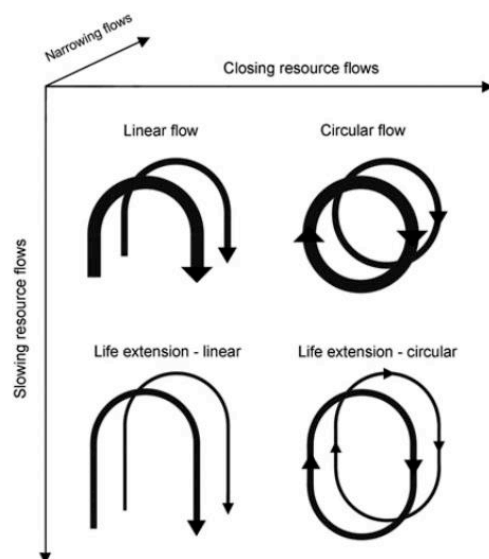 Narrowing flows
Closing resource flows
Linear flow
Circular flow
Slowing resource flows
Life extension - linear
Life extension - circular